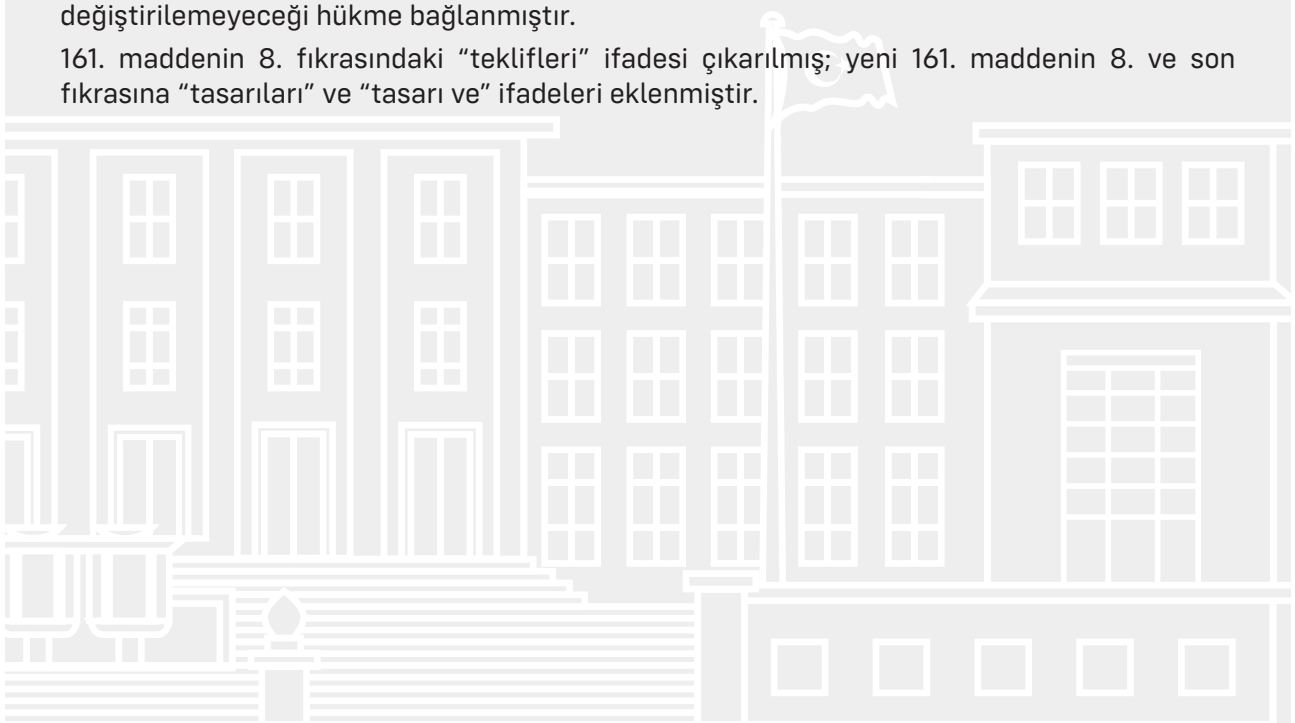 değiştirilemeyeceği hükme bağlanmıştır.
161. maddenin 8. fıkrasındaki “teklifleri” ifadesi çıkarılmış; yeni 161. maddenin 8. ve son
fıkrasına “tasarıları” ve “tasarı ve” ifadeleri eklenmiştir.